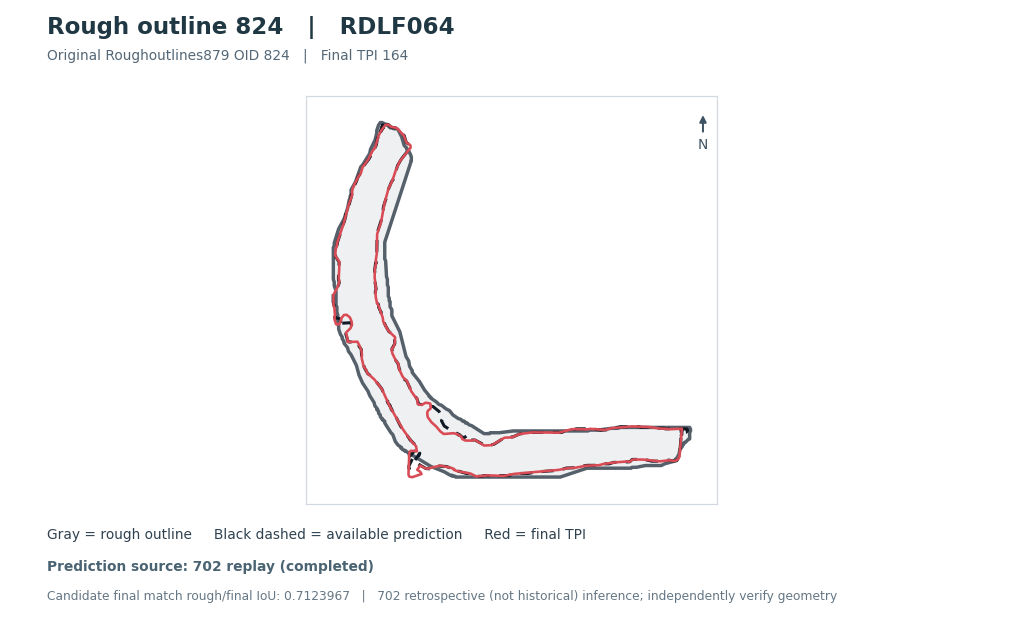 Rough outline 824   |   RDLF064
Original Roughoutlines879 OID 824   |   Final TPI 164
N
Gray = rough outline     Black dashed = available prediction     Red = final TPI
Prediction source: 702 replay (completed)
Candidate final match rough/final IoU: 0.7123967   |   702 retrospective (not historical) inference; independently verify geometry